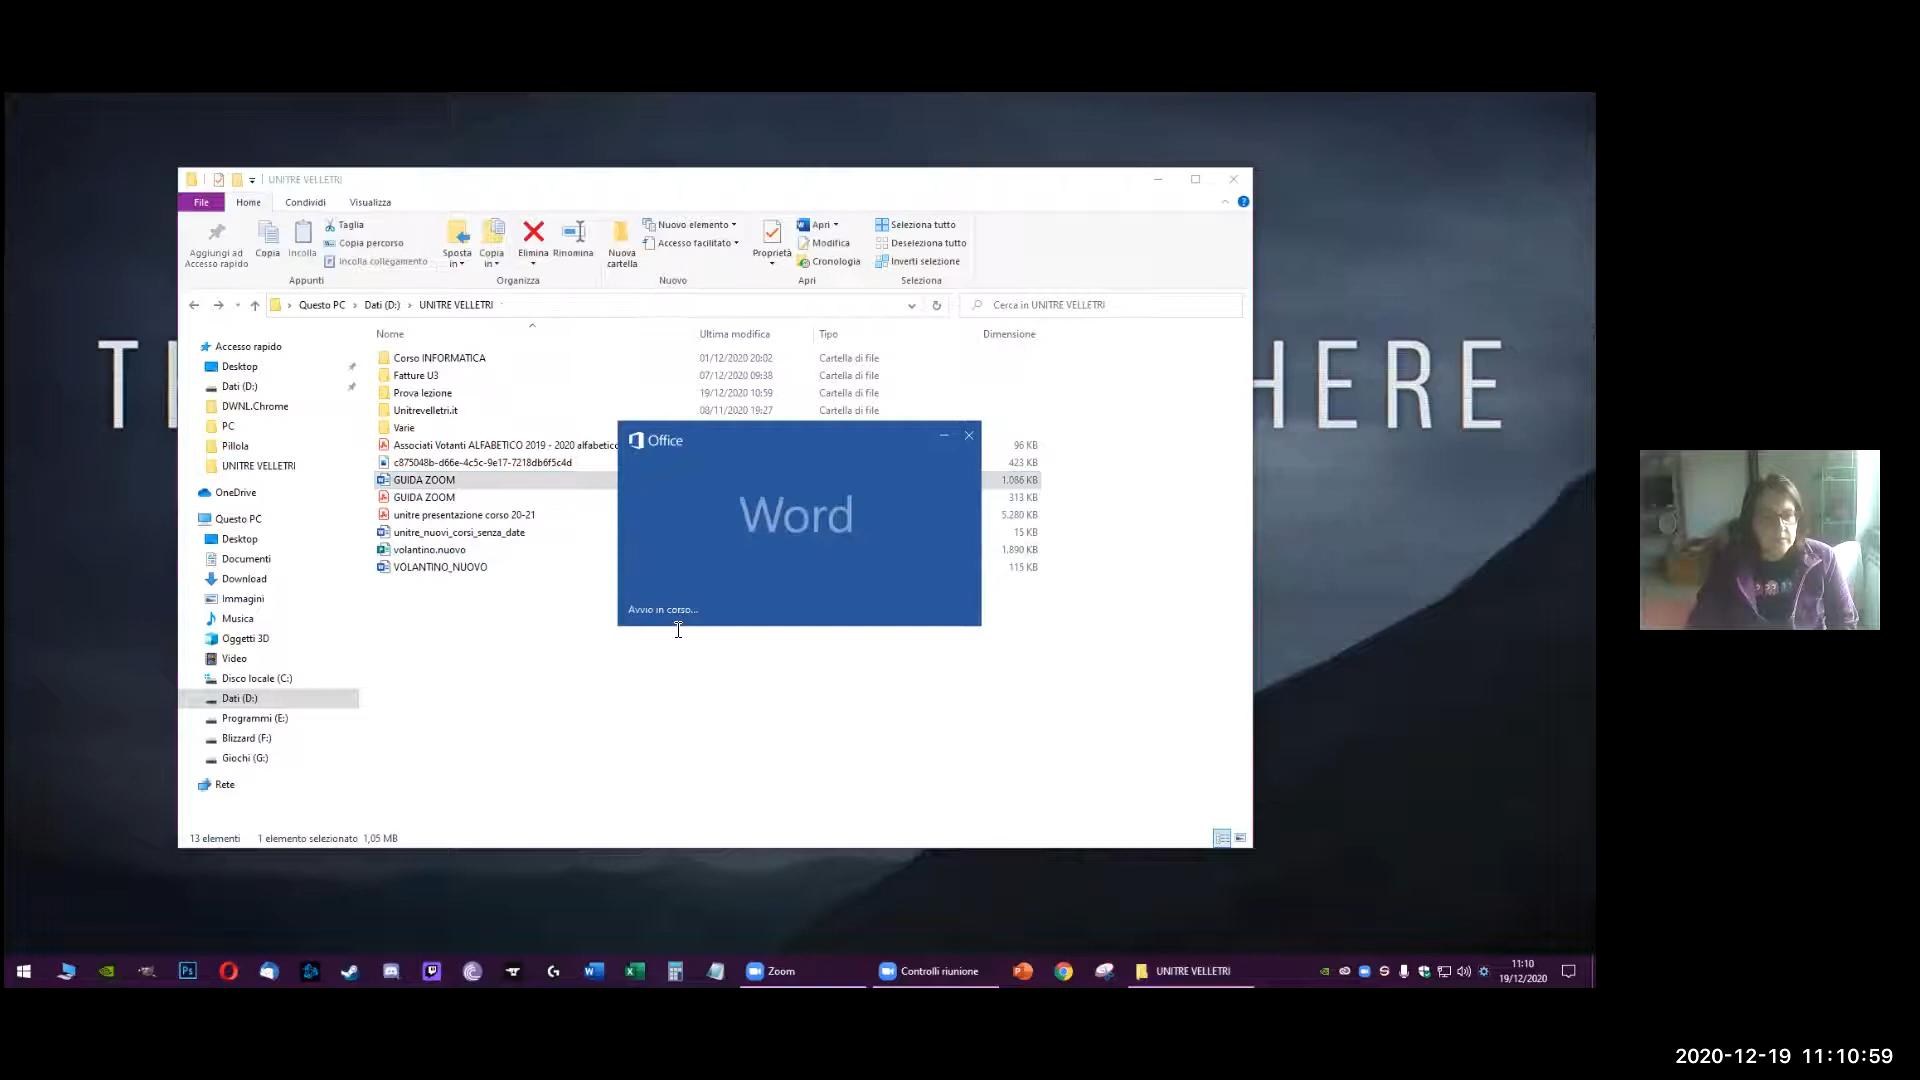 UNITRE VELLETRI
File Home Condividi Visualizza
Aggiungi ad Accesso rapido
Copia
Incolla
Taglia
Copia percorso
Incolla collegamento
Appunti
Sposta in
Copia in
Elimina
Rinomina
Organizza
Nuova cartella
Nuovo elemento
Accesso facilitato
Nuovo
Proprietà
Apri
Modifica
Cronologia
Apri
Seleziona tutto
Deseleziona tutto
Inverti selezione
Seleziona
Questo PC > Dati (D:) > UNITRE VELLETRI
Cerca in UNITRE VELLETRI
Nome Ultima modifica Tipo Dimensione
Corso INFORMATICA 01/12/2020 20:02 Cartella di file
Fatture U3 07/12/2020 09:38 Cartella di file
Prova lezione 19/12/2020 10:59 Cartella di file
Unitrevelletri.it 08/11/2020 19:27 Cartella di file
Varie
Associati Votanti ALFABETICO 2019 - 2020 alfabetico 96 KB
c875048b-d66e-4c5c-9e17-7218db6f5c4d 423 KB
GUIDA ZOOM 1.086 KB
GUIDA ZOOM 313 KB
unitre presentazione corso 20-21 5.280 KB
unitre_nuovi_corsi_senza_date 15 KB
volantino.nuovo 1.890 KB
VOLANTINO_NUOVO 115 KB
Accesso rapido
Desktop
Dati (D:)
DWNL.Chrome
PC
Pillola
UNITRE VELLETRI
OneDrive
Questo PC
Desktop
Documenti
Download
Immagini
Musica
Oggetti 3D
Video
Disco locale (C:)
Dati (D:)
Programmi (E:)
Blizzard (F:)
Giochi (G:)
Rete
Office
Word
Avvio in corso...
13 elementi 1 elemento selezionato 1,05 MB
HERE
Zoom
Controlli riunione
UNITRE VELLETRI
11:10
19/12/2020
2020-12-19 11:10:59